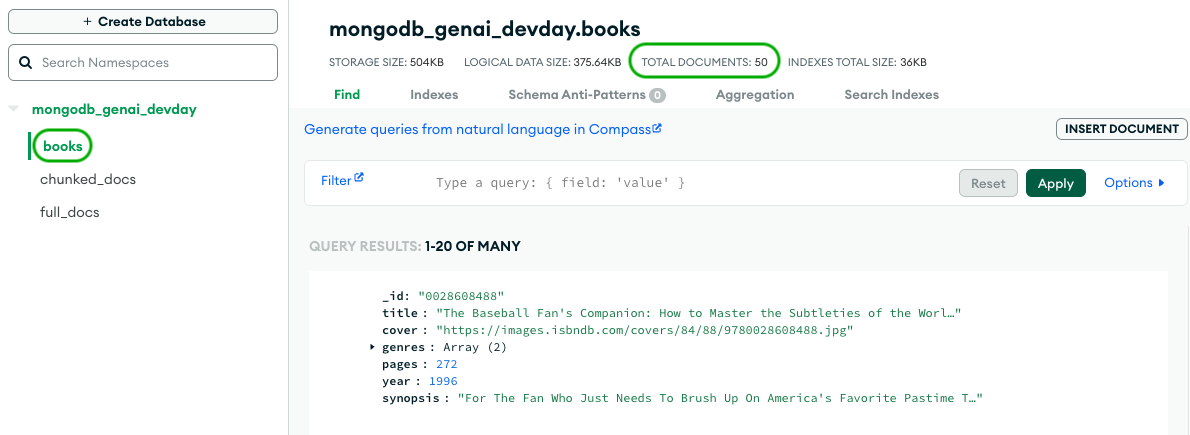 + Create Database
Search Namespaces
mongodb_genai_devday
books
chunked_docs
full_docs
mongodb_genai_devday.books
STORAGE SIZE: 504KB LOGICAL DATA SIZE: 375.64KB TOTAL DOCUMENTS: 50 INDEXES TOTAL SIZE: 36KB
Find Indexes Schema Anti-Patterns 0 Aggregation Search Indexes
Generate queries from natural language in Compass
INSERT DOCUMENT
Filter Type a query: { field: 'value' } Reset Apply Options
QUERY RESULTS: 1-20 OF MANY
_id: "0028608488"
title : "The Baseball Fan's Companion: How to Master the Subtleties of the Worl…"
cover : "https://images.isbndb.com/covers/84/88/9780028608488.jpg"
genres : Array (2)
pages : 272
year : 1996
synopsis : "For The Fan Who Just Needs To Brush Up On America's Favorite Pastime T…"